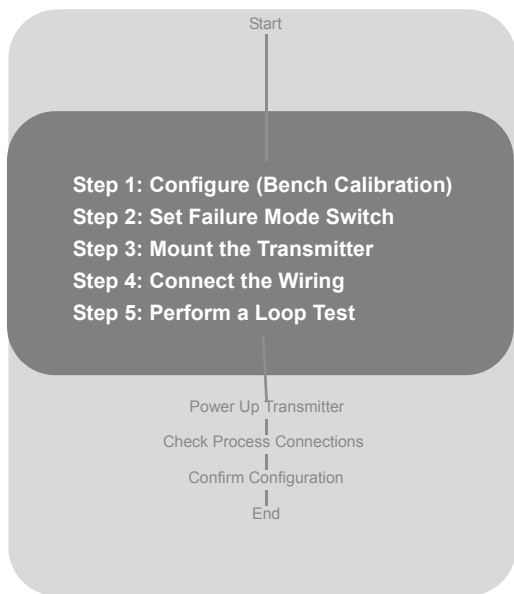 Start
Step 1: Configure (Bench Calibration)
Step 2: Set Failure Mode Switch
Step 3: Mount the Transmitter
Step 4: Connect the Wiring
Step 5: Perform a Loop Test
Power Up Transmitter
Check Process Connections
Confirm Configuration
End